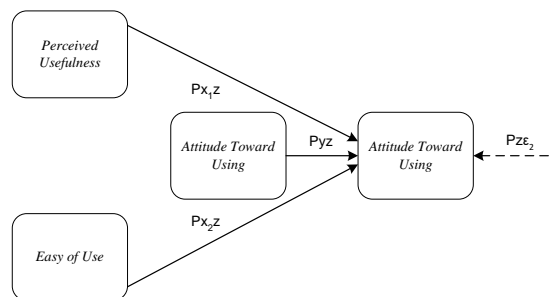 Perceived
Usefulness
Px₁z
Attitude Toward
Using
Pyz
Attitude Toward
Using
Pzε₂
Px₂z
Easy of Use